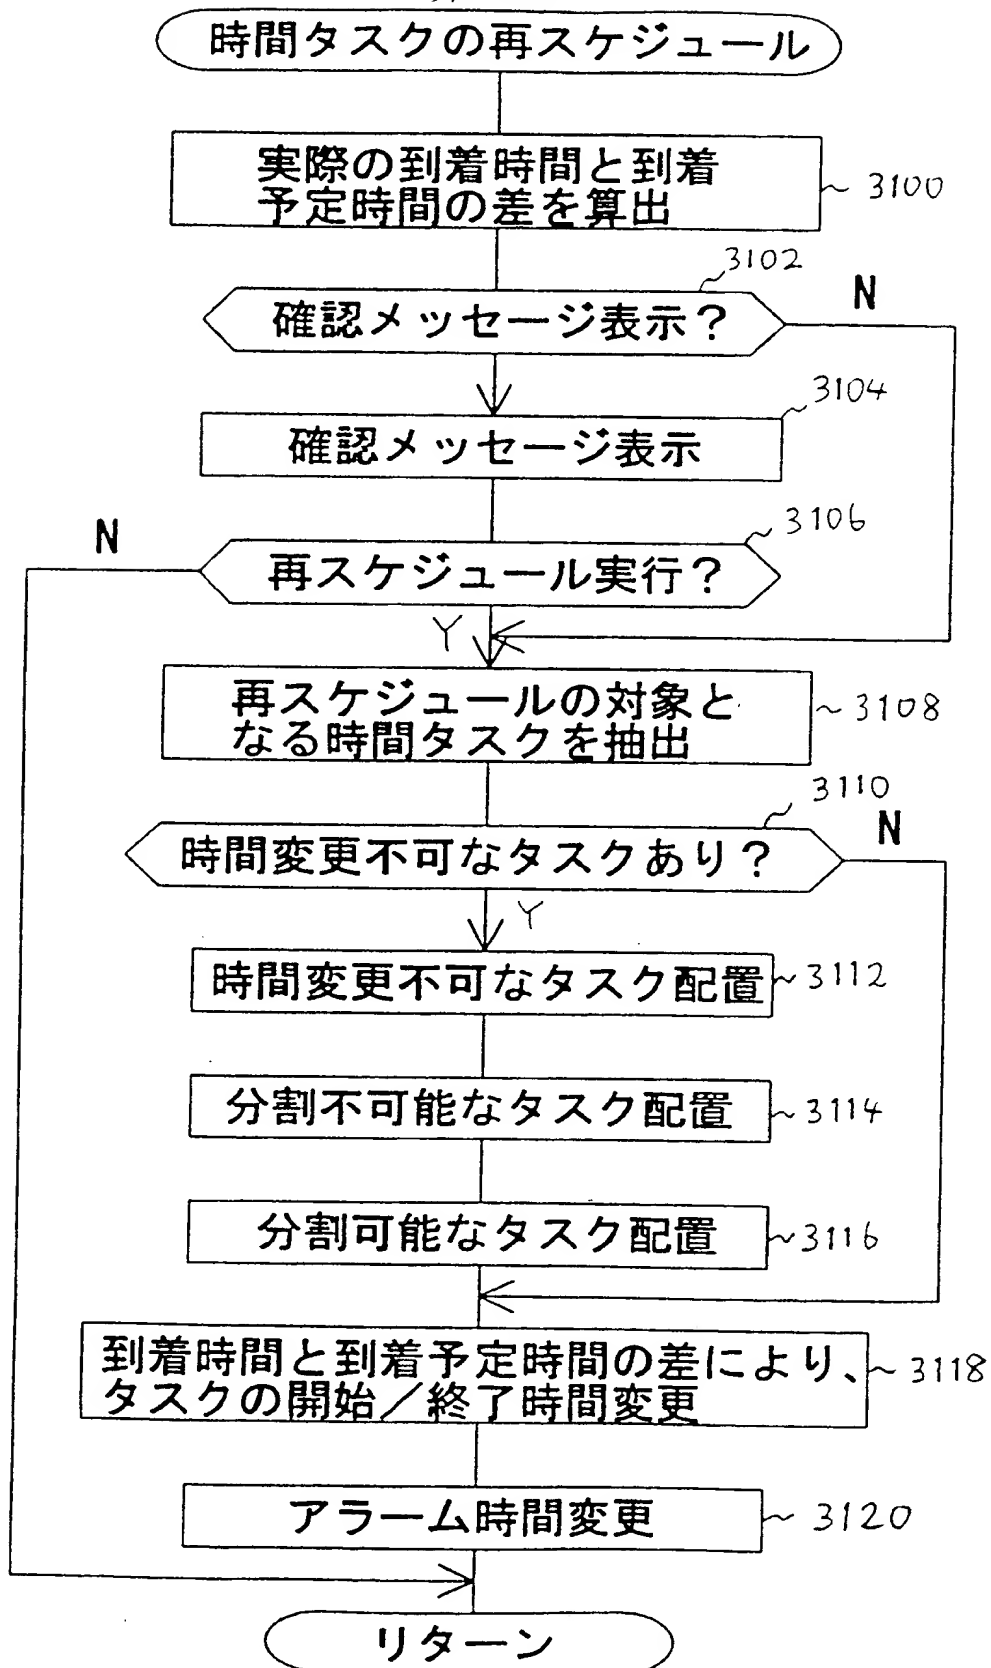 時間タスクの再スケジュール
実際の到着時間と到着
予定時間の差を算出
3100
3102
確認メッセージ表示?
N
3104
確認メッセージ表示
3106
N
再スケジュール実行?
Y
再スケジュールの対象と
なる時間タスクを抽出
3108
3110
時間変更不可なタスクあり?
N
Y
時間変更不可なタスク配置
3112
分割不可能なタスク配置
3114
分割可能なタスク配置
3116
到着時間と到着予定時間の差により、
タスクの開始/終了時間変更
3118
アラーム時間変更
3120
リターン